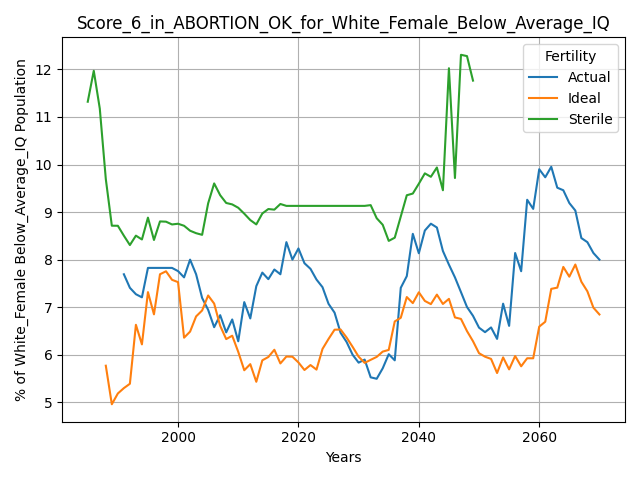 Score_6_in_ABORTION_OK_for_White_Female_Below_Average_IQ
% of White_Female Below_Average_IQ Population
12
11
10
9
8
7
6
5
Fertility
Actual
Ideal
Sterile
2000
2020
2040
2060
Years